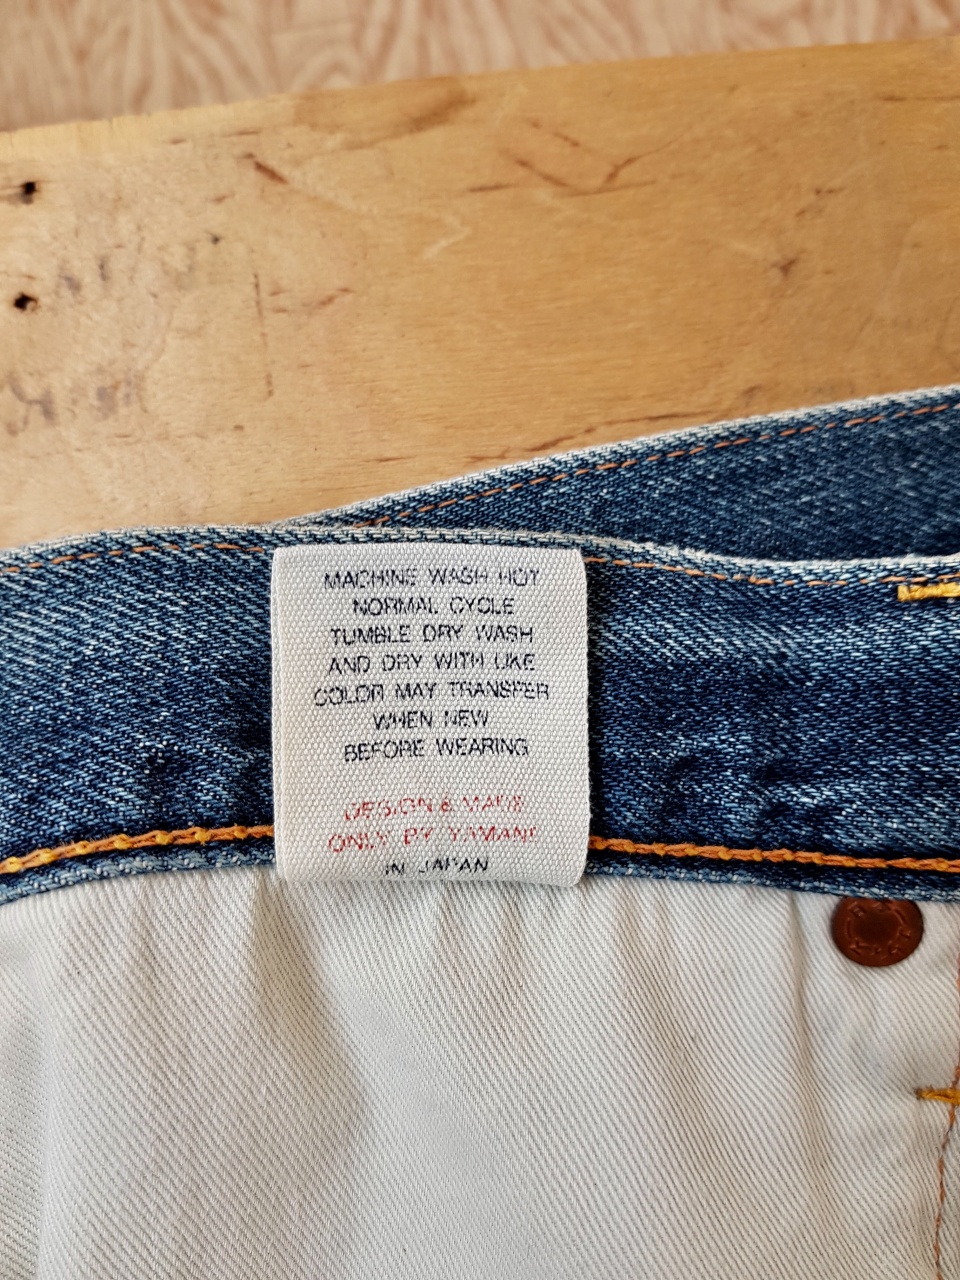 MACHINE WASH HOT
NORMAL CYCLE
TUMBLE DRY WASH
AND DRY WITH LIKE
COLOR MAY TRANSFER
WHEN NEW
BEFORE WEARING
DESIGN & MADE
ONLY BY YAMANE
IN JAPAN